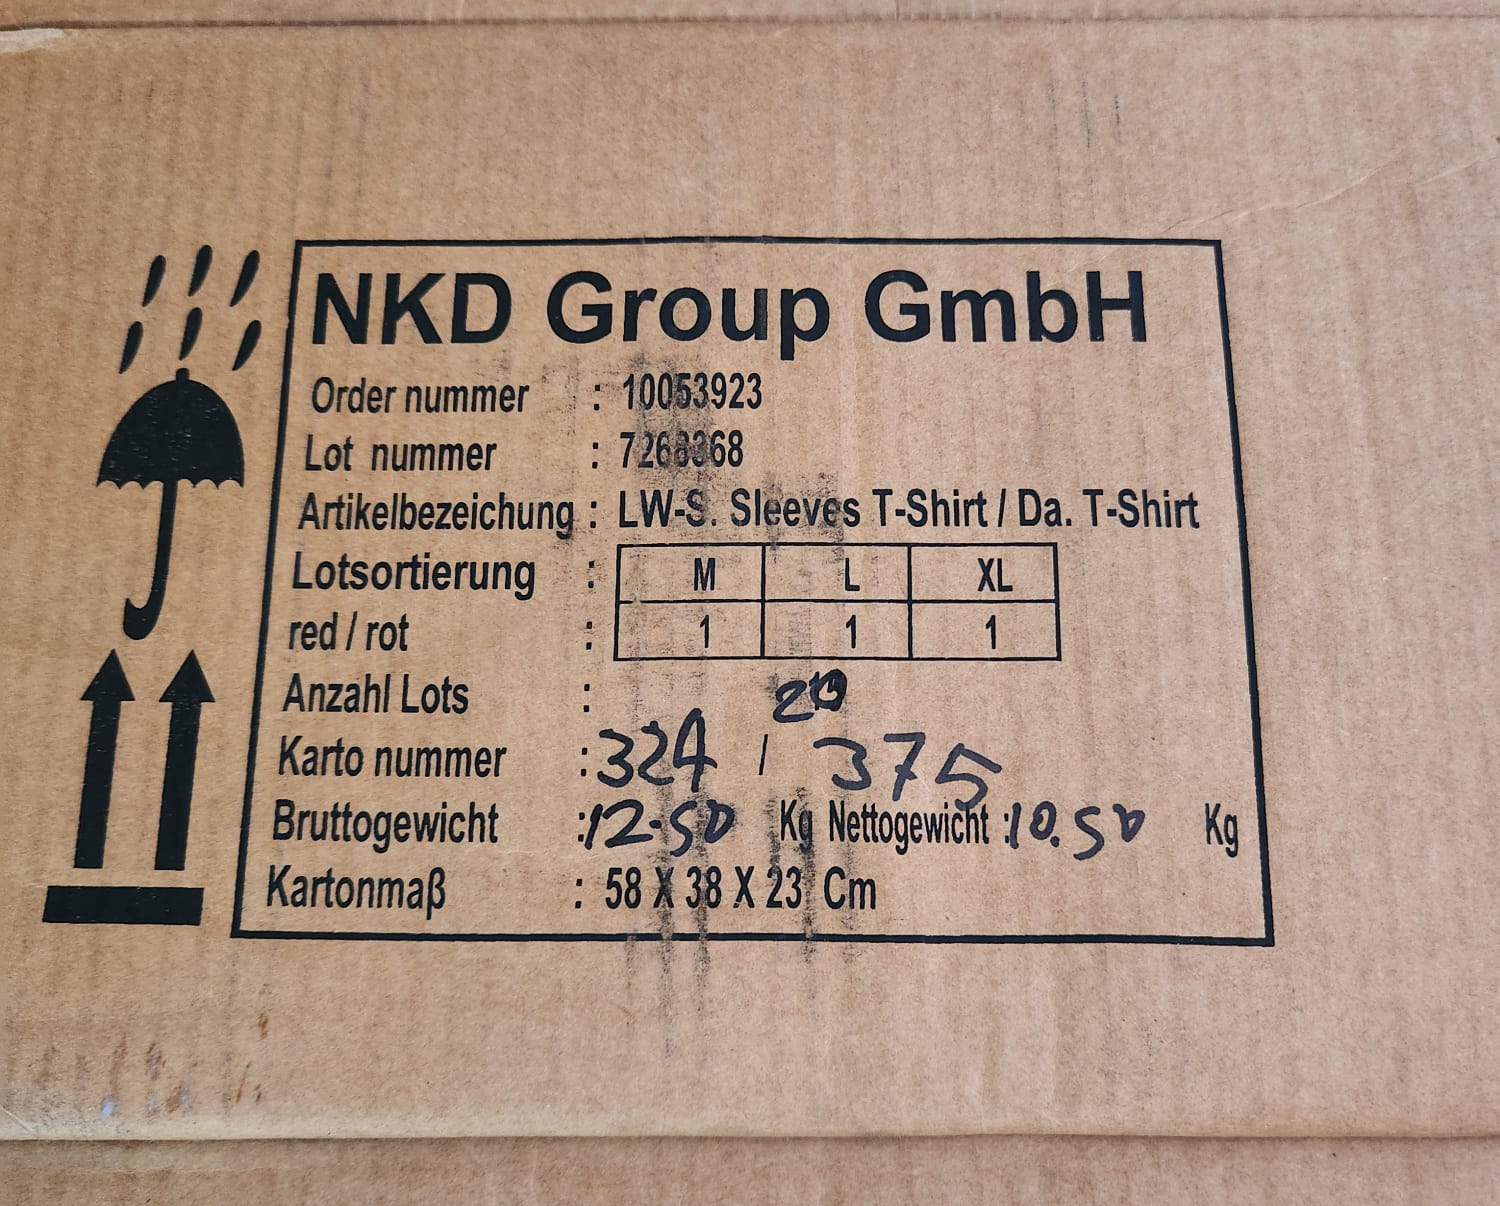 NKD Group GmbH
Order nummer : 10053923
Lot nummer : 7268368
Artikelbezeichung : LW-S. Sleeves T-Shirt / Da. T-Shirt
Lotsortierung : M L XL
red / rot : 1 1 1
Anzahl Lots : 20
Karto nummer : 324 / 375
Bruttogewicht : 12.50 Kg Nettogewicht : 10.50 Kg
Kartonmaß : 58 X 38 X 23 Cm